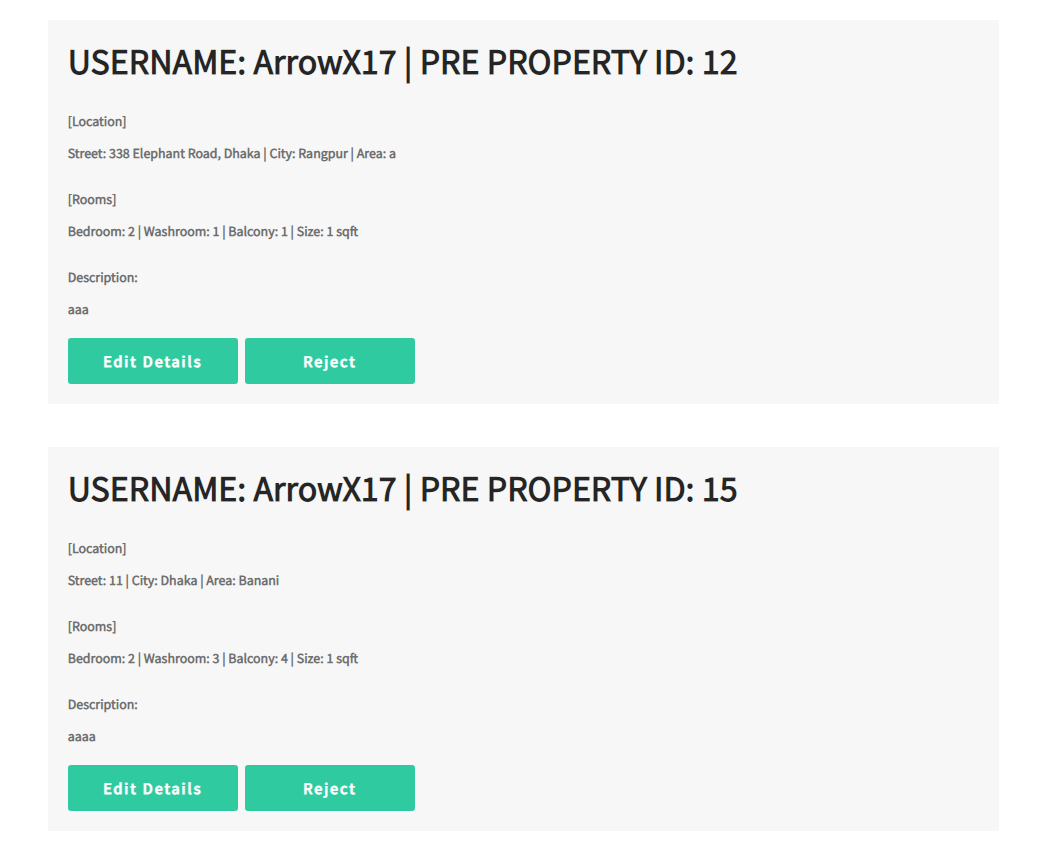 USERNAME: ArrowX17 | PRE PROPERTY ID: 12
[Location]
Street: 338 Elephant Road, Dhaka | City: Rangpur | Area: a
[Rooms]
Bedroom: 2 | Washroom: 1 | Balcony: 1 | Size: 1 sqft
Description:
aaa
Edit Details Reject
USERNAME: ArrowX17 | PRE PROPERTY ID: 15
[Location]
Street: 11 | City: Dhaka | Area: Banani
[Rooms]
Bedroom: 2 | Washroom: 3 | Balcony: 4 | Size: 1 sqft
Description:
aaaa
Edit Details Reject